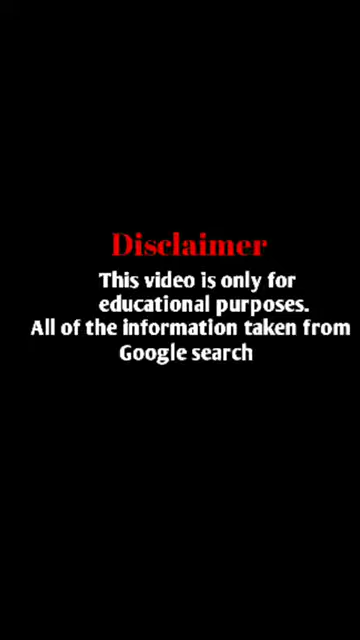 Disclaimer
This video is only for
educational purposes.
All of the information taken from
Google search